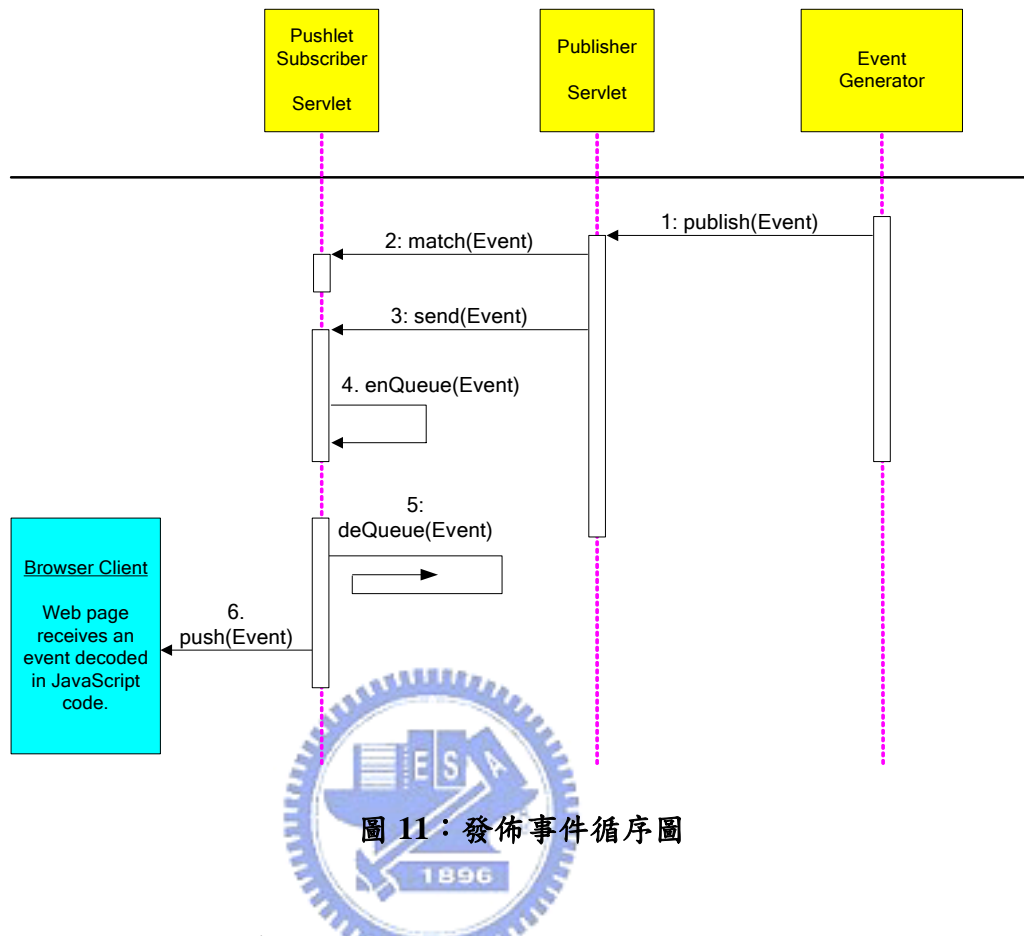 Pushlet
Subscriber
Servlet
Publisher
Servlet
Event
Generator
1: publish(Event)
2: match(Event)
3: send(Event)
4. enQueue(Event)
5:
deQueue(Event)
Browser Client
Web page
receives an
event decoded
in JavaScript
code.
6.
push(Event)
E S A
圖 11：發佈事件循序圖
1896